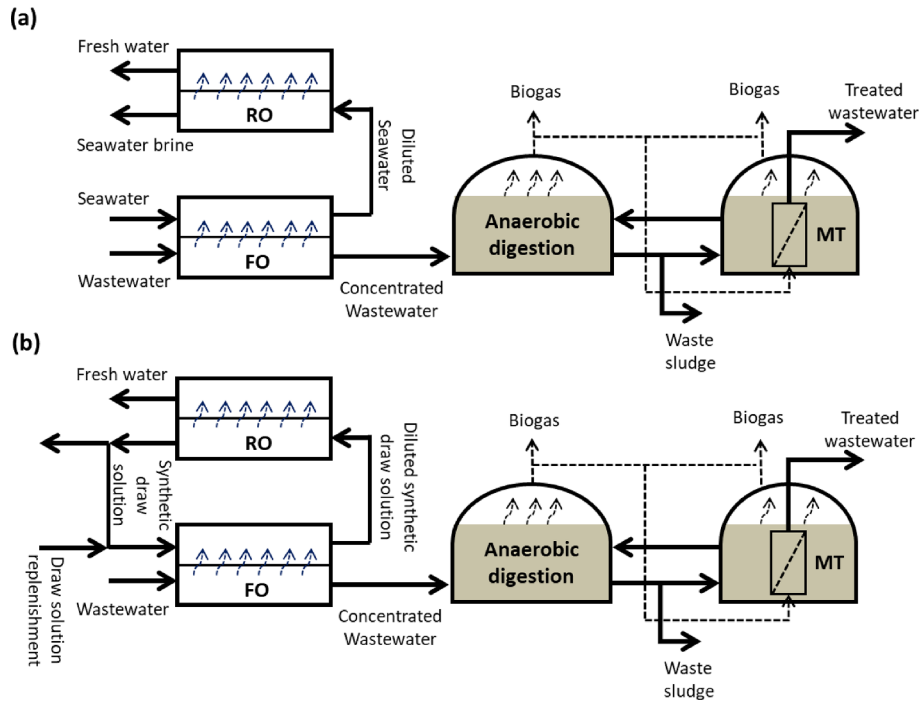 (a)
Fresh water
RO
Seawater brine
Diluted
Seawater
Seawater
FO
Wastewater
Concentrated
Wastewater
Biogas
Anaerobic
digestion
Biogas
Treated
wastewater
MT
Waste
sludge
(b)
Fresh water
RO
Synthetic
draw
solution
Diluted synthetic
draw solution
Draw solution
replenishment
FO
Wastewater
Concentrated
Wastewater
Biogas
Anaerobic
digestion
Biogas
Treated
wastewater
MT
Waste
sludge